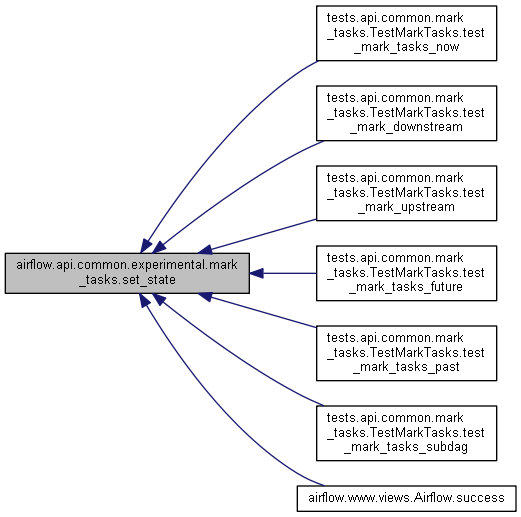 airflow.api.common.experimental.mark
_tasks.set_state
tests.api.common.mark
_tasks.TestMarkTasks.test
_mark_tasks_now
tests.api.common.mark
_tasks.TestMarkTasks.test
_mark_downstream
tests.api.common.mark
_tasks.TestMarkTasks.test
_mark_upstream
tests.api.common.mark
_tasks.TestMarkTasks.test
_mark_tasks_future
tests.api.common.mark
_tasks.TestMarkTasks.test
_mark_tasks_past
tests.api.common.mark
_tasks.TestMarkTasks.test
_mark_tasks_subdag
airflow.www.views.Airflow.success